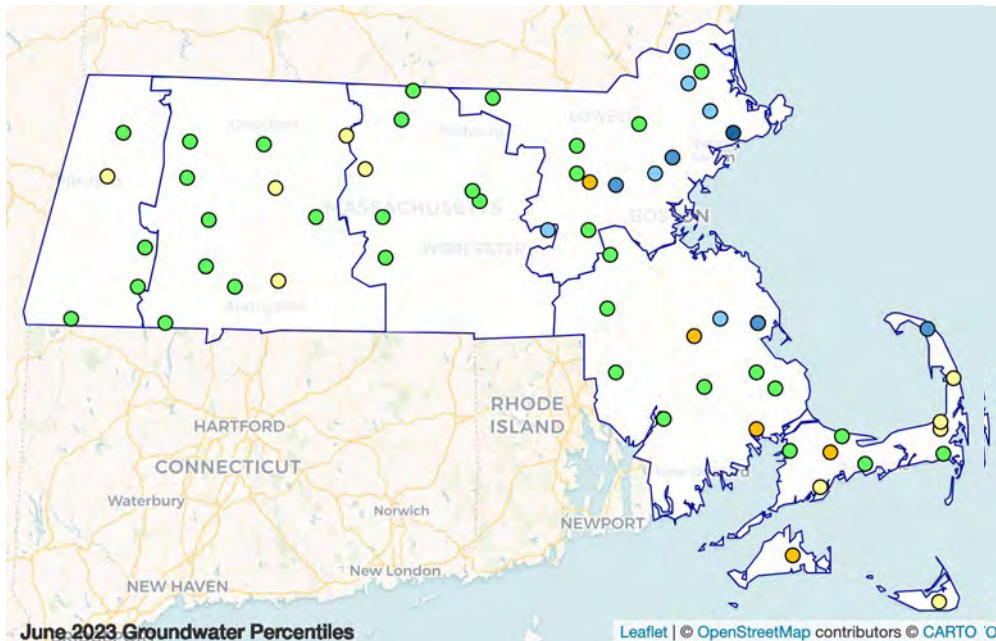 LOWELL
MASSACHUSETTS
BOSTON
WORCESTER
RHODE
ISLAND
HARTFORD
CONNECTICUT
Waterbury
Norwich
NEWPORT
New London
NEW HAVEN
June 2023 Groundwater Percentiles
Leaflet | © OpenStreetMap contributors © CARTO